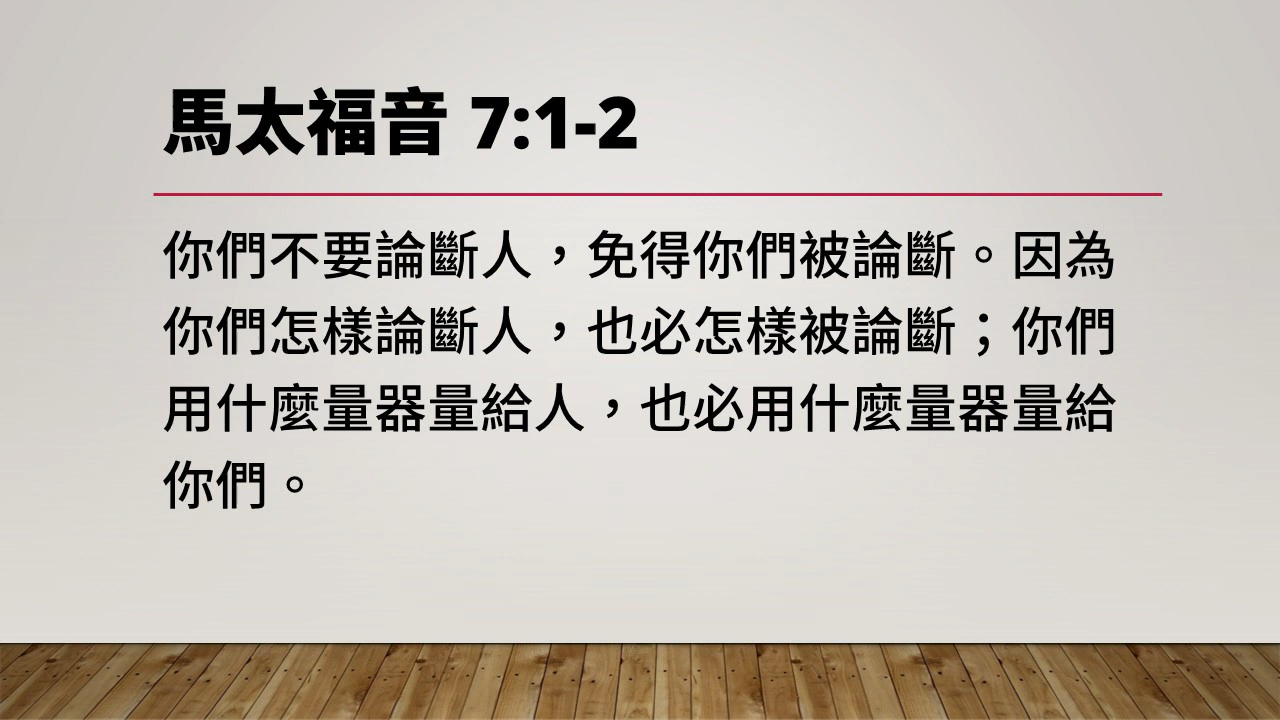 馬太福音 7:1-2
你們不要論斷人，免得你們被論斷。因為
你們怎樣論斷人，也必怎樣被論斷；你們
用什麼量器量給人，也必用什麼量器量給
你們。